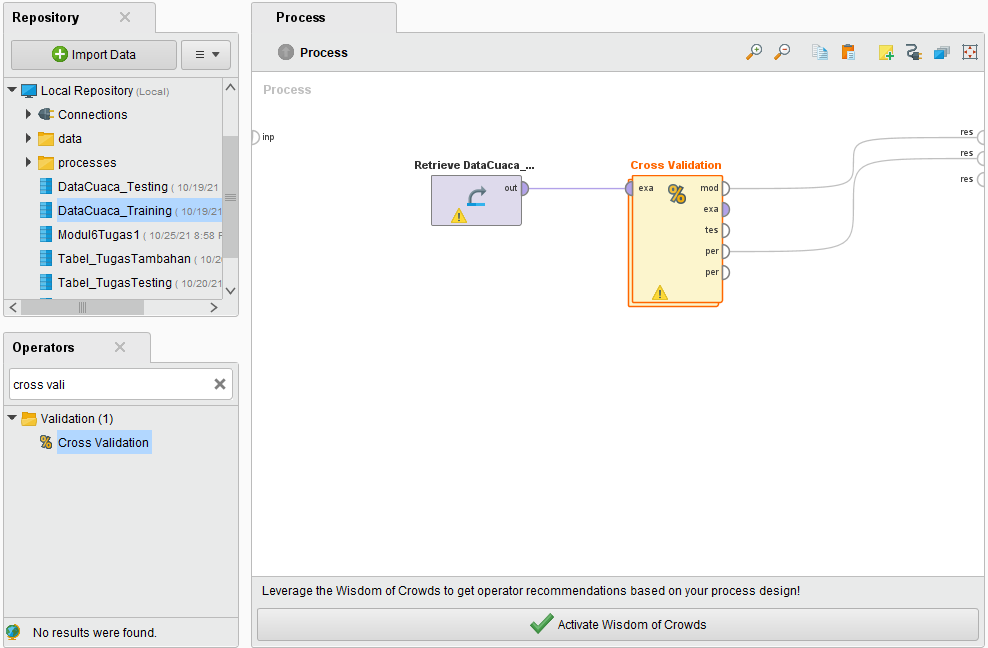 Repository
Import Data
Local Repository (Local)
Connections
data
processes
DataCuaca_Testing ( 10/19/21
DataCuaca_Training ( 10/19/21
Modul6Tugas1 ( 10/25/21 8:58
Tabel_TugasTambahan ( 10/2
Tabel_TugasTesting ( 10/20/21
Operators
cross vali
Validation (1)
Cross Validation
No results were found.
Process
Process
Process
inp
Retrieve DataCuaca_...
out
Cross Validation
exa
mod
exa
tes
per
per
res
res
res
Leverage the Wisdom of Crowds to get operator recommendations based on your process design!
Activate Wisdom of Crowds